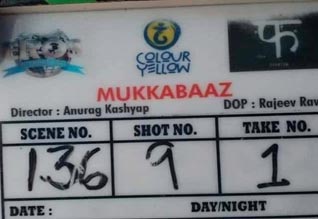 COLOUR
YELLOW
फ
MUKKABAAZ
Director : Anurag Kashyap DOP : Rajeev Rav
SCENE NO. SHOT NO. TAKE NO.
136 9 1
DATE : DAY/NIGHT